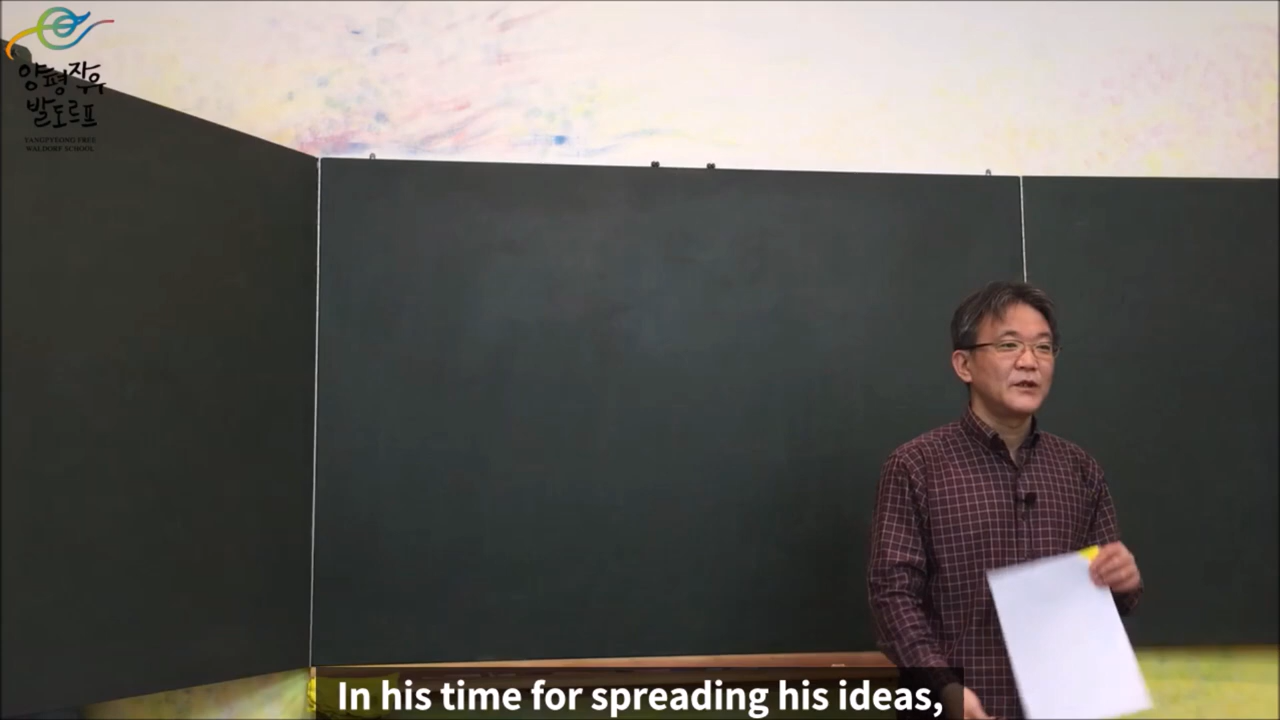 양평자유
발도르프
YANGPYEONG FREE
WALDORF SCHOOL
In his time for spreading his ideas,